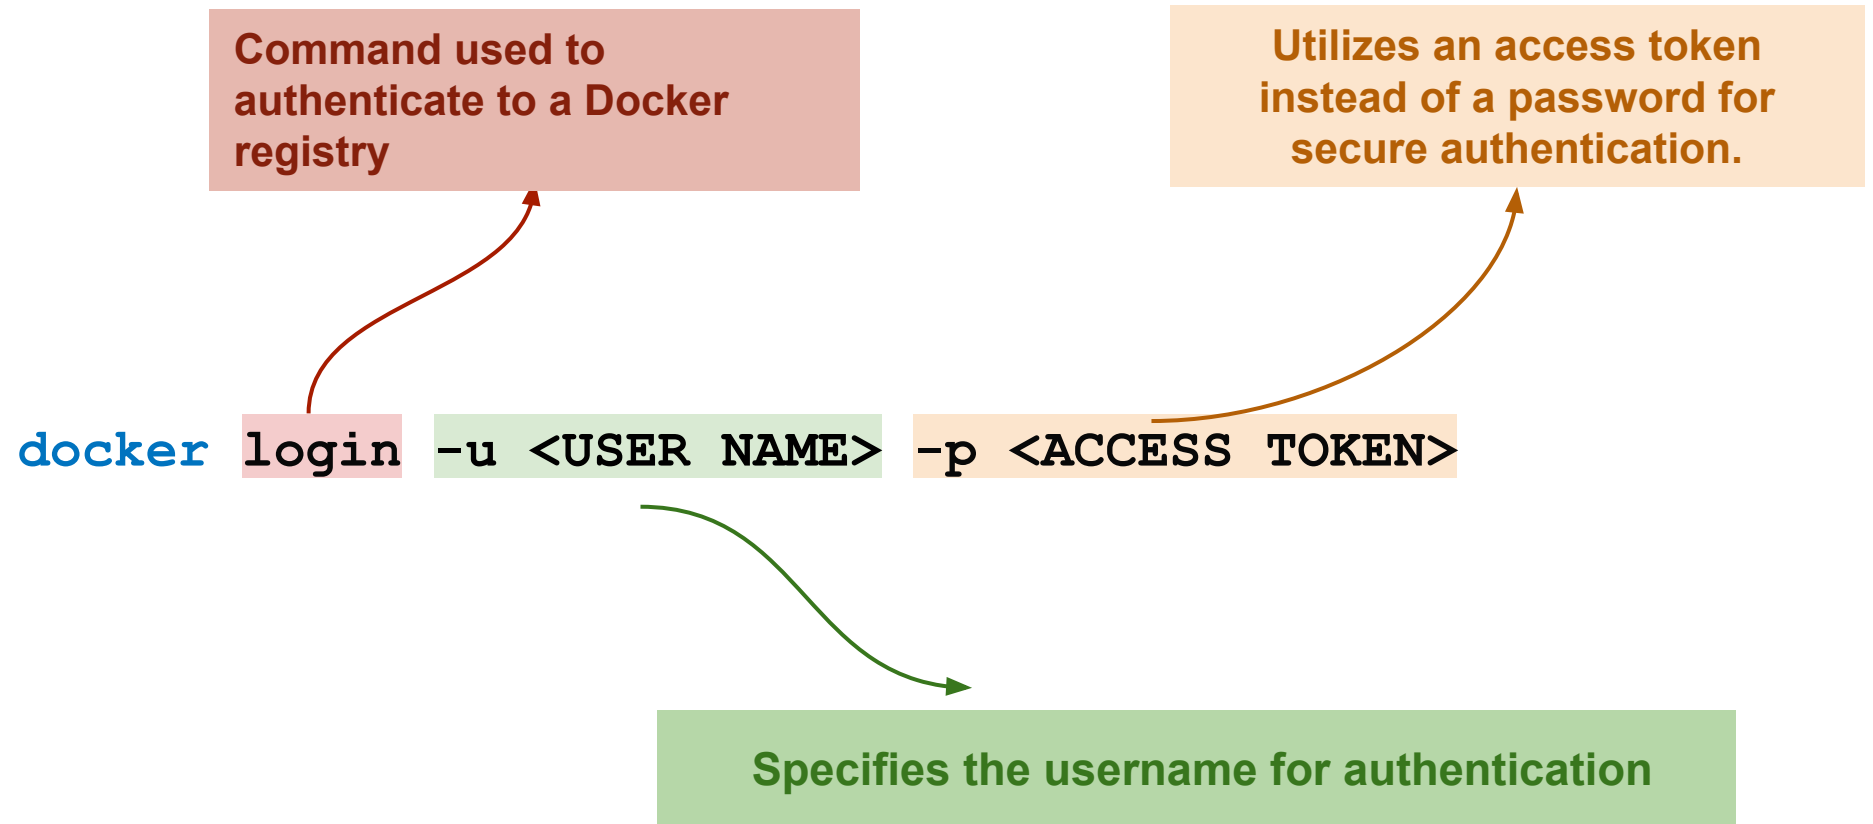 Command used to
authenticate to a Docker
registry
Utilizes an access token
instead of a password for
secure authentication.
docker login -u <USER NAME> -p <ACCESS TOKEN>
Specifies the username for authentication